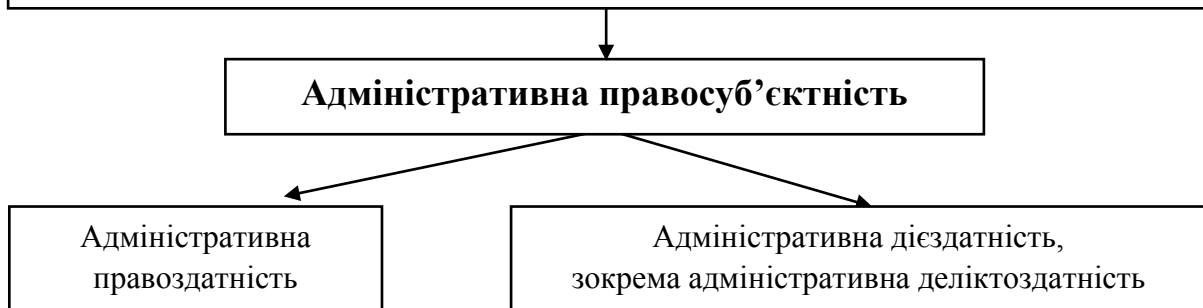 Адміністративна правосуб’єктність
Адміністративна
правоздатність
Адміністративна дієздатність,
зокрема адміністративна деліктоздатність